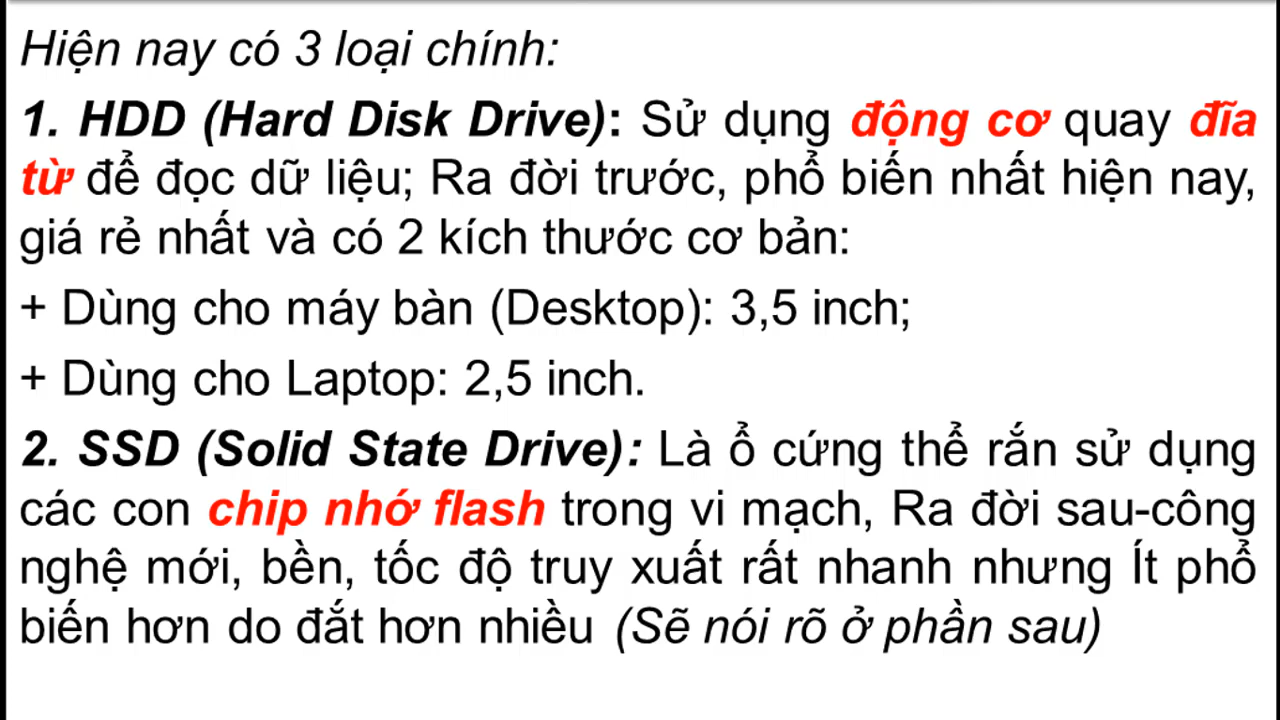 Hiện nay có 3 loại chính:
1. HDD (Hard Disk Drive): Sử dụng động cơ quay đĩa
từ để đọc dữ liệu; Ra đời trước, phổ biến nhất hiện nay,
giá rẻ nhất và có 2 kích thước cơ bản:
+ Dùng cho máy bàn (Desktop): 3,5 inch;
+ Dùng cho Laptop: 2,5 inch.
2. SSD (Solid State Drive): Là ổ cứng thể rắn sử dụng
các con chip nhớ flash trong vi mạch, Ra đời sau-công
nghệ mới, bền, tốc độ truy xuất rất nhanh nhưng Ít phổ
biến hơn do đắt hơn nhiều (Sẽ nói rõ ở phần sau)